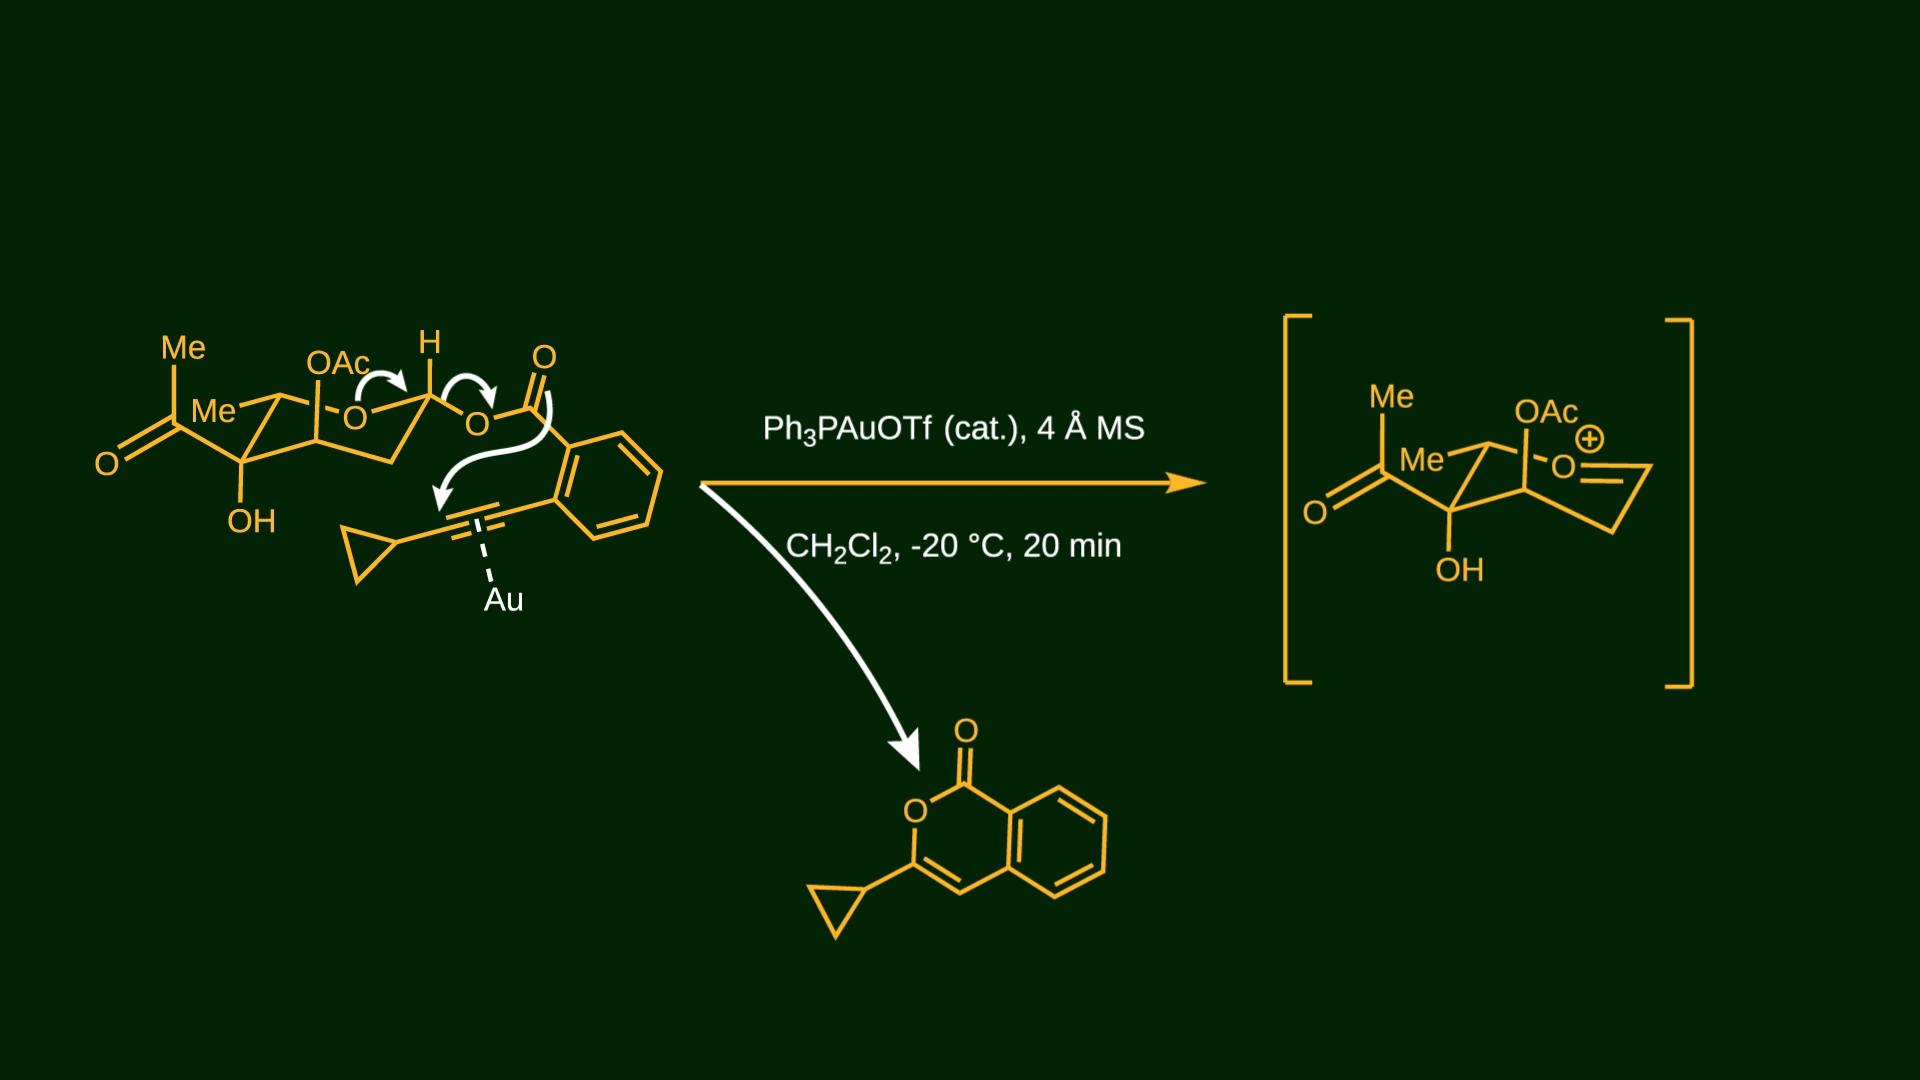 Me
OAc
H
O
Me
O
O
O
OH
Au
Ph₃PAuOTf (cat.), 4 Å MS
CH₂Cl₂, -20 °C, 20 min
Me
OAc
⊕
Me
O
O
OH
O
O